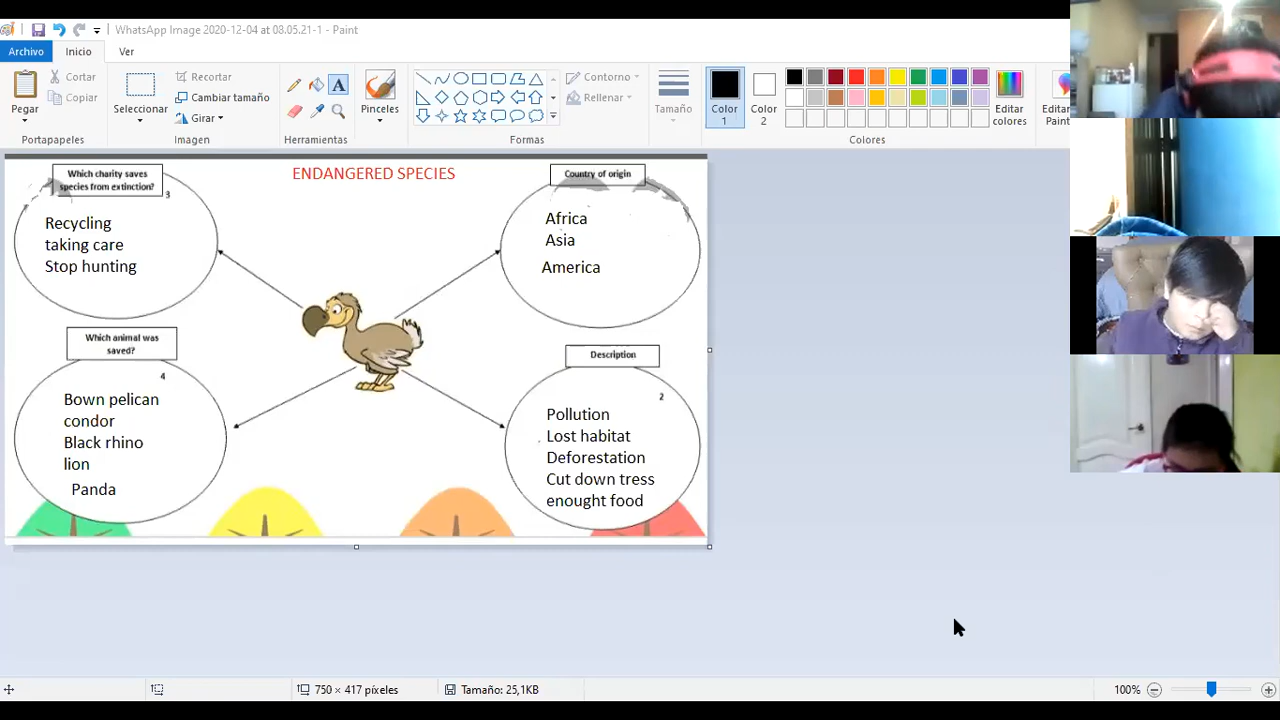 WhatsApp Image 2020-12-04 at 08.05.21-1 - Paint
Archivo
Inicio
Ver
Pegar
Cortar
Copiar
Portapapeles
Seleccionar
Recortar
Cambiar tamaño
Girar
Imagen
A
Herramientas
Pinceles
Contorno
Rellenar
Formas
Tamaño
Color
1
Color
2
Editar
colores
Colores
Editar
Paint
ENDANGERED SPECIES
Which charity saves
species from extinction?
3
Recycling
taking care
Stop hunting
Country of origin
Africa
Asia
America
Which animal was
saved?
4
Bown pelican
condor
Black rhino
lion
Panda
Description
2
Pollution
Lost habitat
Deforestation
Cut down tress
enought food
750 × 417 píxeles
Tamaño: 25,1KB
100%